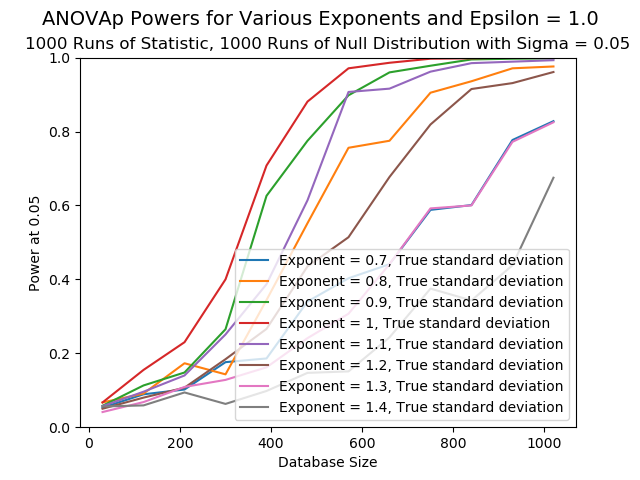 ANOVAp Powers for Various Exponents and Epsilon = 1.0
1000 Runs of Statistic, 1000 Runs of Null Distribution with Sigma = 0.05
1.0
0.8
0.6
0.4
0.2
0.0
Power at 0.05
Exponent = 0.7, True standard deviation
Exponent = 0.8, True standard deviation
Exponent = 0.9, True standard deviation
Exponent = 1, True standard deviation
Exponent = 1.1, True standard deviation
Exponent = 1.2, True standard deviation
Exponent = 1.3, True standard deviation
Exponent = 1.4, True standard deviation
0 200 400 600 800 1000
Database Size